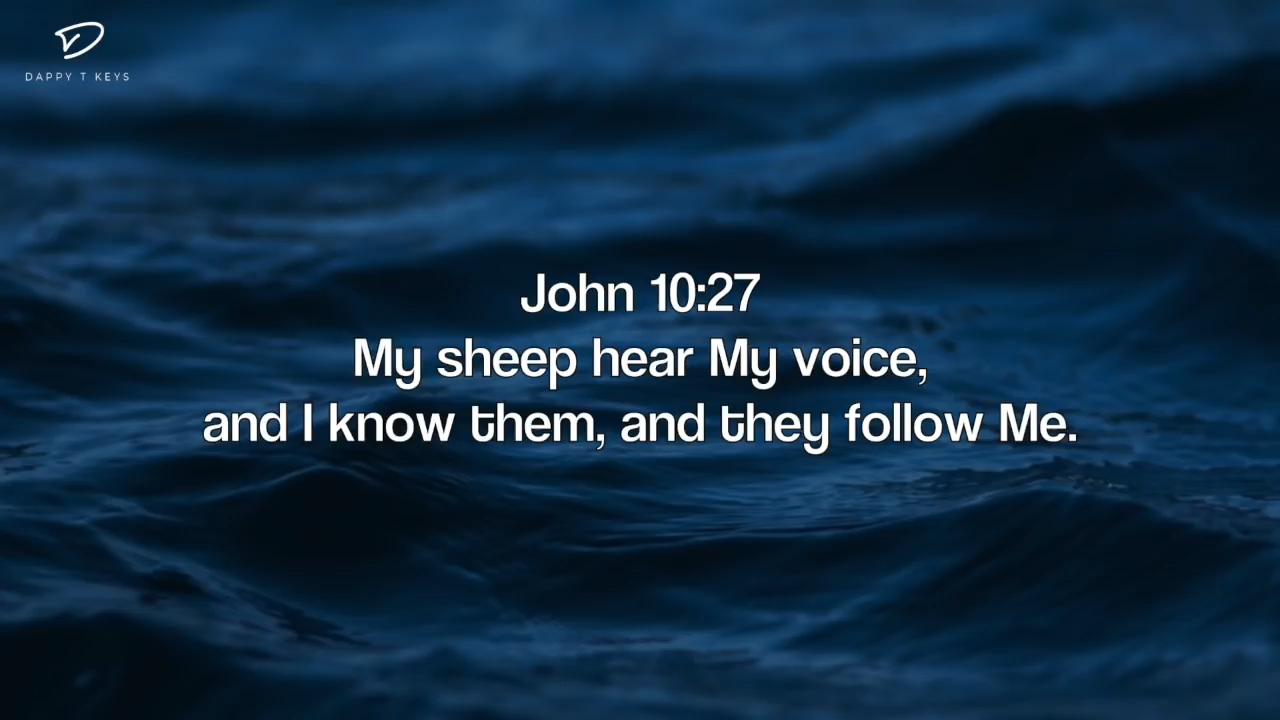 DAPPY T KEYS
John 10:27
My sheep hear My voice,
and I know them, and they follow Me.